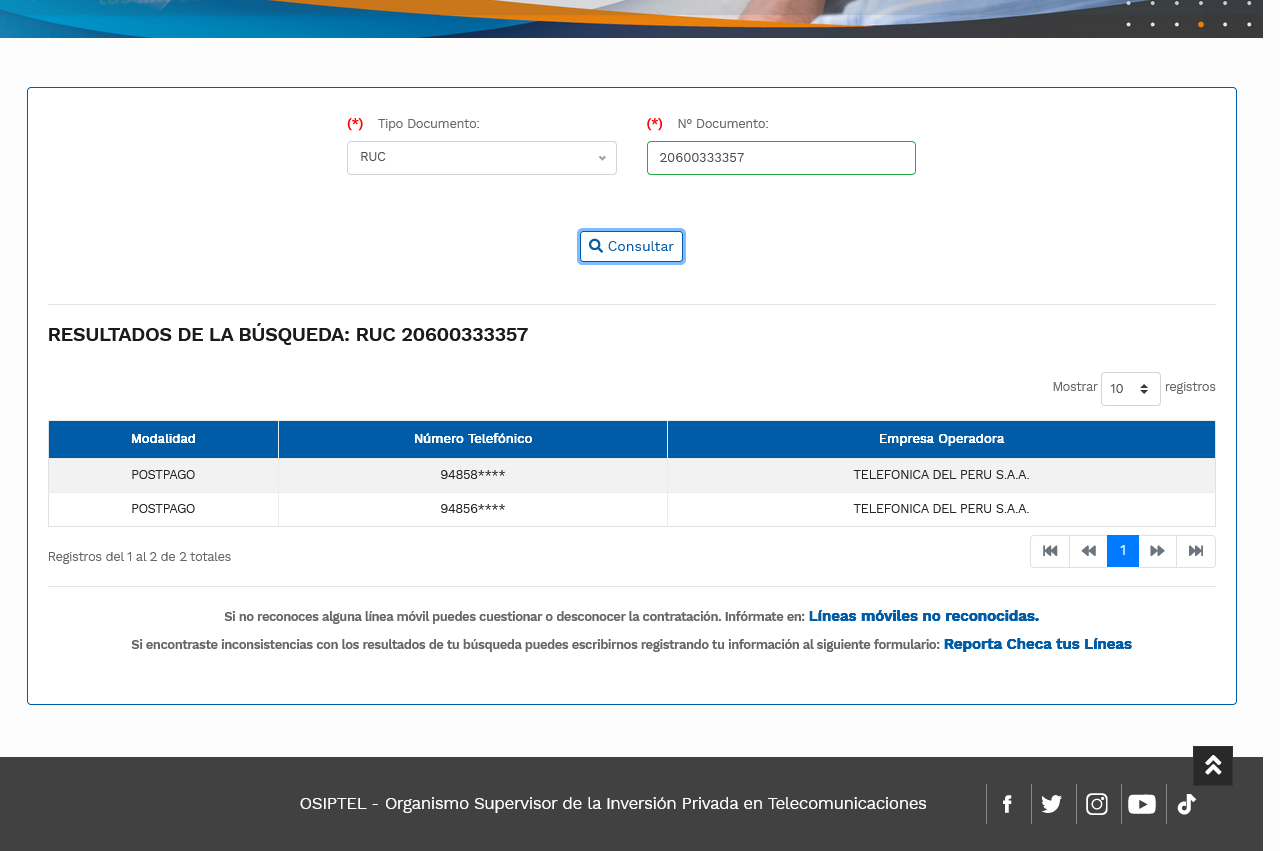 (*) Tipo Documento: (*) Nº Documento:
RUC 20600333357
Consultar
RESULTADOS DE LA BÚSQUEDA: RUC 20600333357
Mostrar 10 registros
Modalidad Número Telefónico Empresa Operadora
POSTPAGO 94858**** TELEFONICA DEL PERU S.A.A.
POSTPAGO 94856**** TELEFONICA DEL PERU S.A.A.
Registros del 1 al 2 de 2 totales 1
Si no reconoces alguna línea móvil puedes cuestionar o desconocer la contratación. Infórmate en: Líneas móviles no reconocidas.
Si encontraste inconsistencias con los resultados de tu búsqueda puedes escribirnos registrando tu información al siguiente formulario: Reporta Checa tus Líneas
OSIPTEL - Organismo Supervisor de la Inversión Privada en Telecomunicaciones